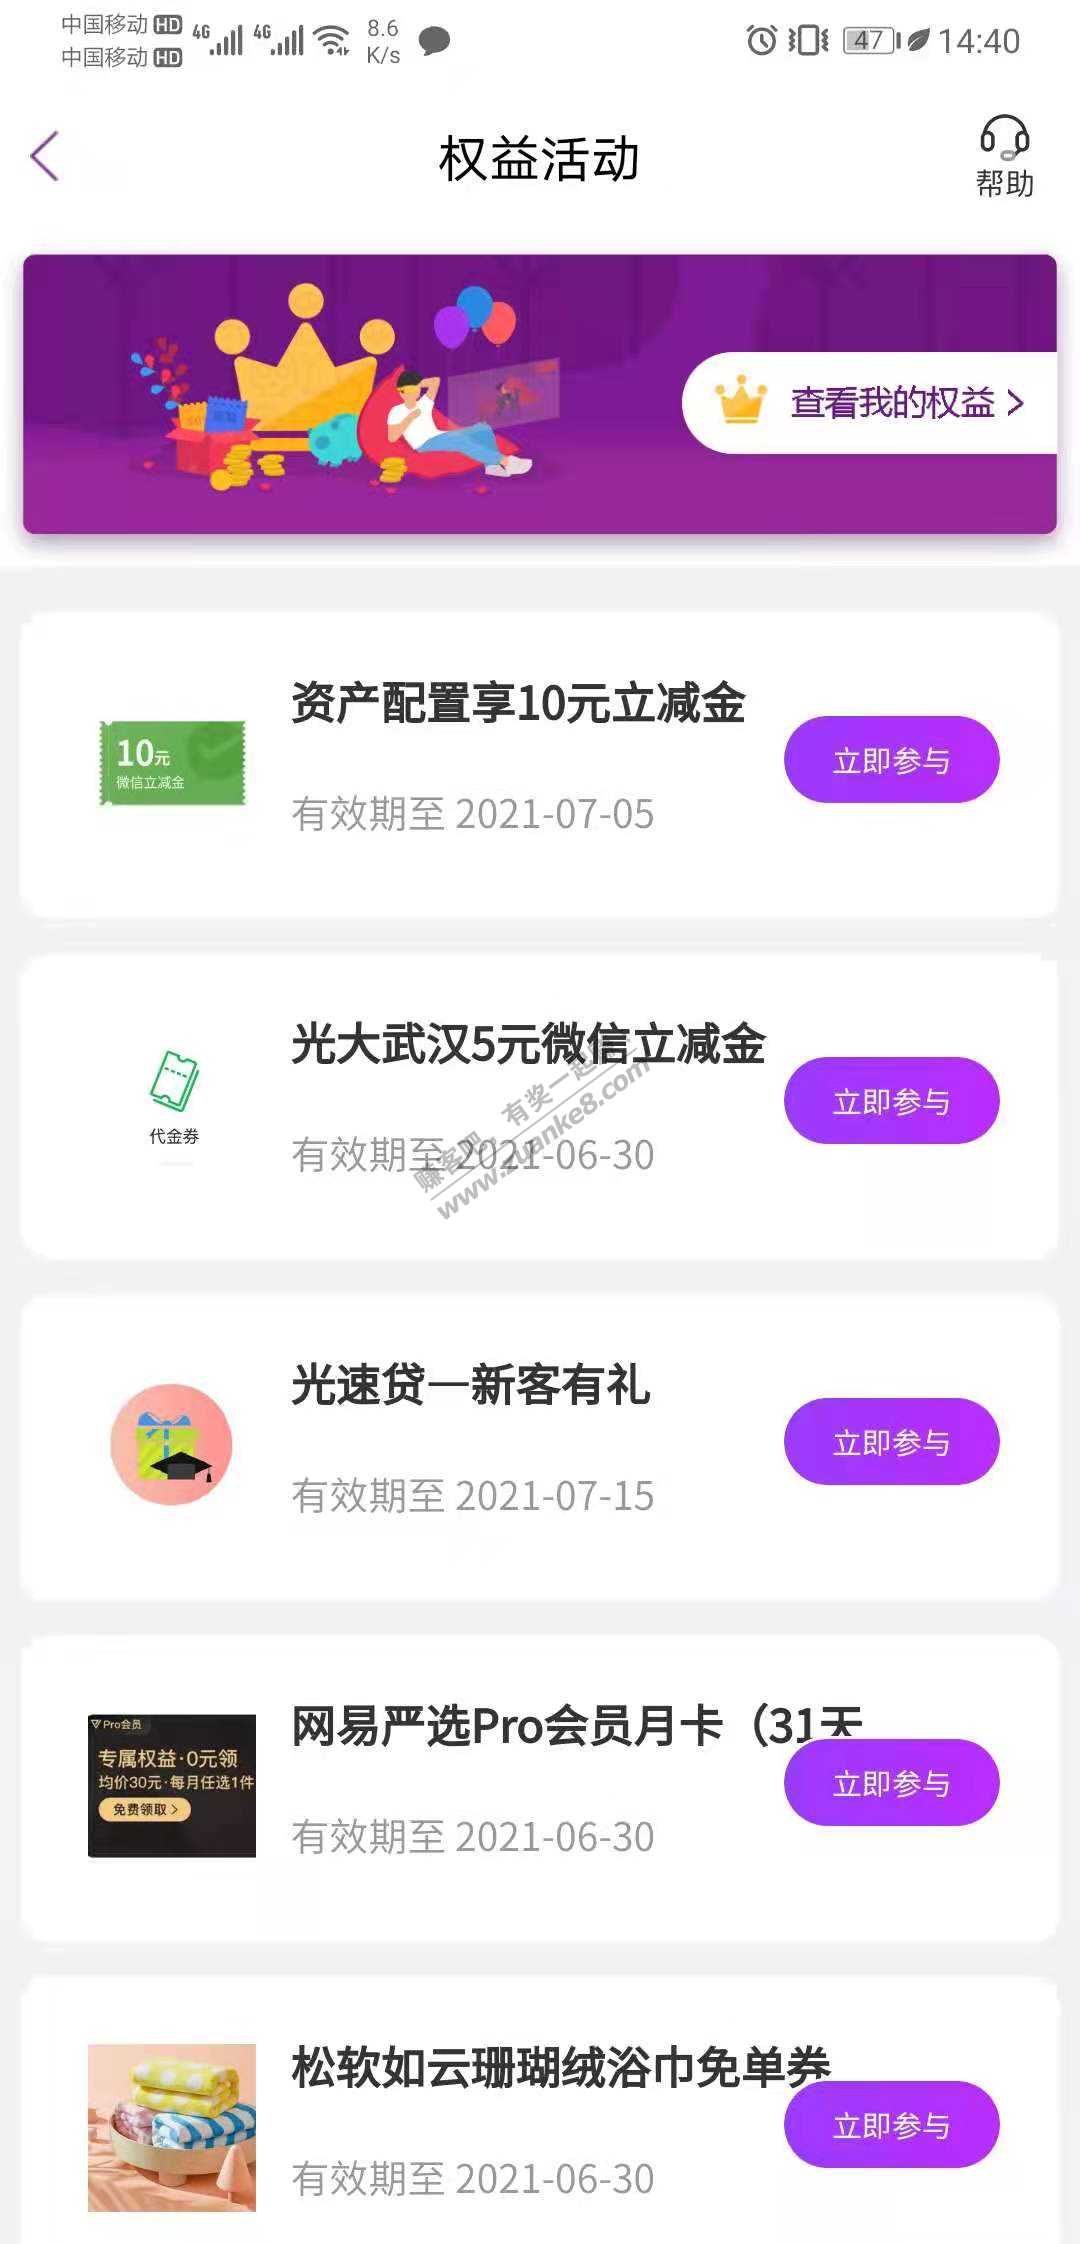 中国移动 HD
中国移动 HD
4G 4G 8.6 K/s
47 14:40
权益活动
帮助
查看我的权益 >
资产配置享10元立减金
10元
微信立减金
立即参与
有效期至 2021-07-05
光大武汉5元微信立减金
代金券
立即参与
有效期至 2021-06-30
赚客吧，有奖一起赚
www.zuanke8.com
光速贷—新客有礼
立即参与
有效期至 2021-07-15
网易严选Pro会员月卡（31天
Pro会员
专属权益·0元领
均价30元·每月任选1件
免费领取 >
立即参与
有效期至 2021-06-30
松软如云珊瑚绒浴巾免单券
立即参与
有效期至 2021-06-30